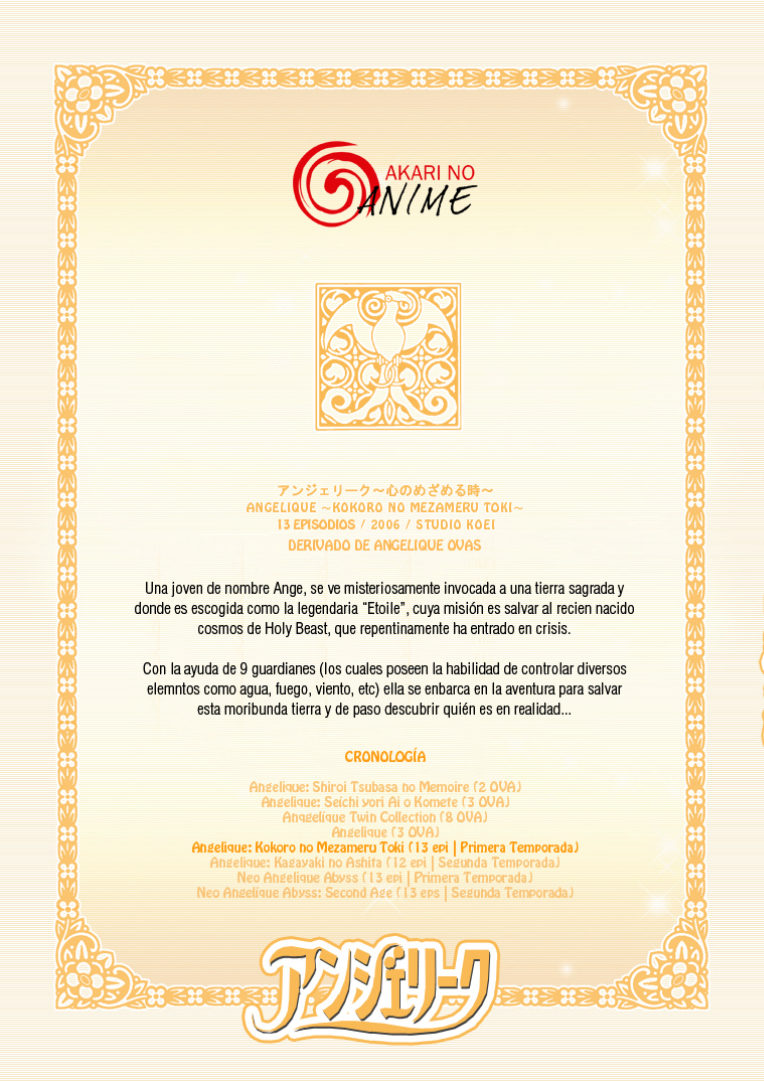 AKARI NO
ANIME
アンジェリーク～心のめざめる時～
ANGELIQUE ～KOKORO NO MEZAMERU TOKI～
13 EPISODIOS / 2006 / STUDIO KOEI
DERIVADO DE ANGELIQUE OVAS
Una joven de nombre Ange, se ve misteriosamente invocada a una tierra sagrada y
donde es escogida como la legendaria “Etoile”, cuya misión es salvar al recien nacido
cosmos de Holy Beast, que repentinamente ha entrado en crisis.
Con la ayuda de 9 guardianes (los cuales poseen la habilidad de controlar diversos
elemntos como agua, fuego, viento, etc) ella se enbarca en la aventura para salvar
esta moribunda tierra y de paso descubrir quién es en realidad...
CRONOLOGÍA
Angelique: Shiroi Tsubasa no Memoire (2 OVA)
Angelique: Seichi yori Ai o Komete (3 OVA)
Anqgelique Twin Collection (8 OVA)
Angelique (3 OVA)
Angelique: Kokoro no Mezameru Toki (13 epi | Primera Temporada)
Angelique: Kagayaki no Ashita (12 epi | Segunda Temporada)
Neo Angelique Abyss (13 epi | Primera Temporada)
Neo Angelique Abyss: Second Age (13 eps | Segunda Temporada)
アンジェリーク